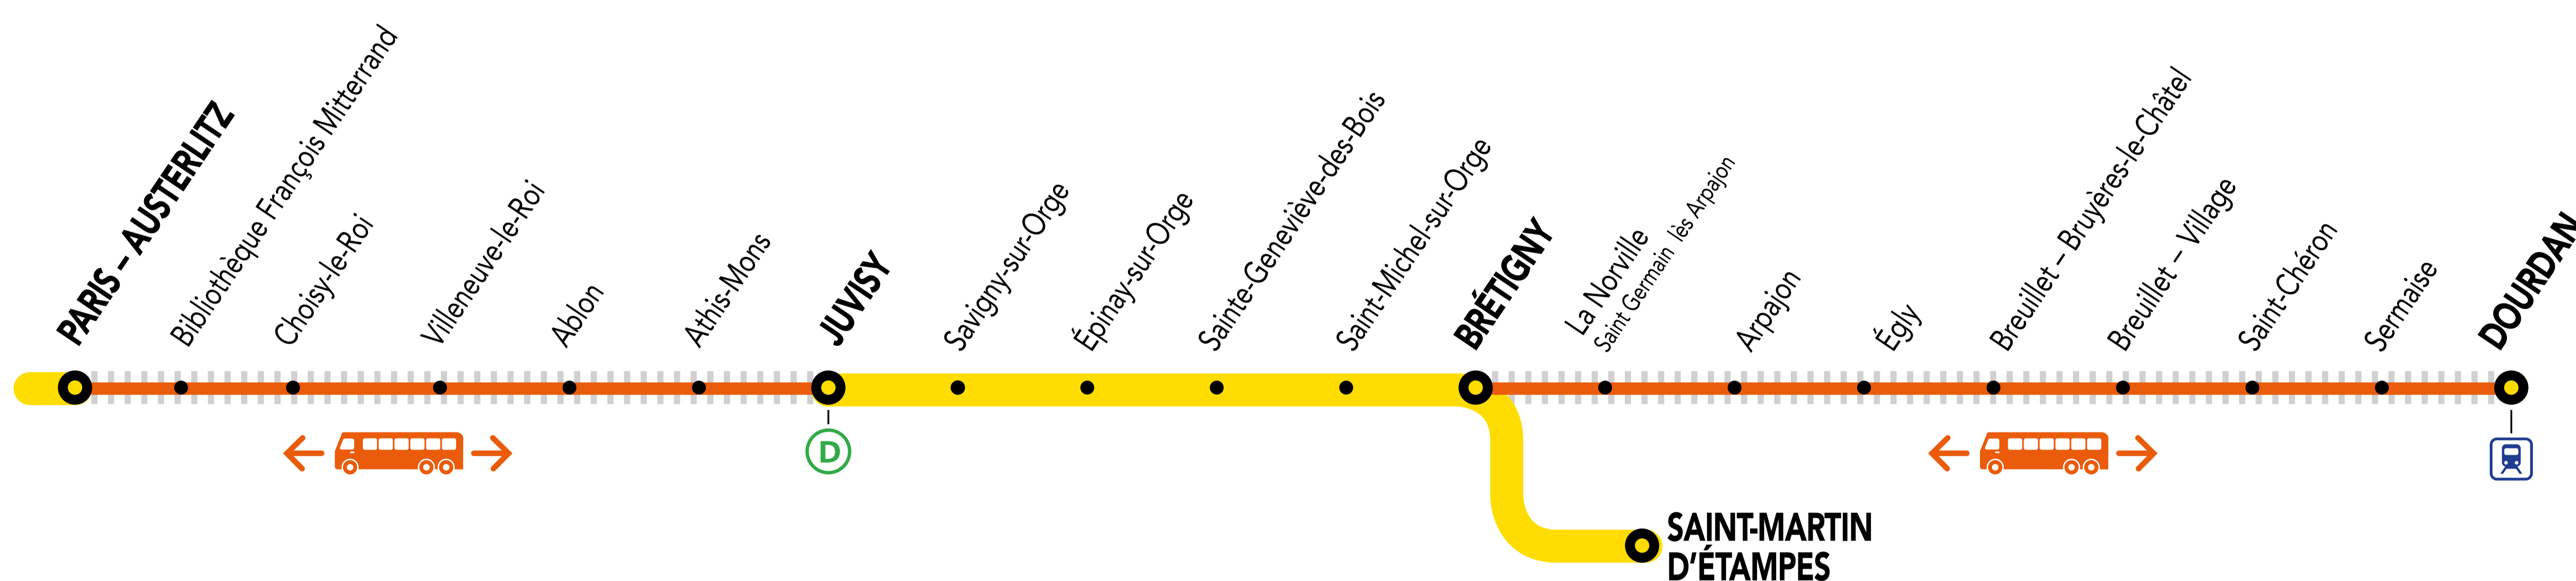 PARIS – AUSTERLITZ
Bibliothèque François Mitterrand
Choisy-le-Roi
Villeneuve-le-Roi
Ablon
Athis-Mons
JUVISY
Savigny-sur-Orge
Épinay-sur-Orge
Sainte-Geneviève-des-Bois
Saint-Michel-sur-Orge
BRÉTIGNY
La Norville
Saint Germain lès Arpajon
Arpajon
Égly
Breuillet – Bruyères-le-Châtel
Breuillet – Village
Saint-Chéron
Sermaise
DOURDAN
D
SAINT-MARTIN
D'ÉTAMPES